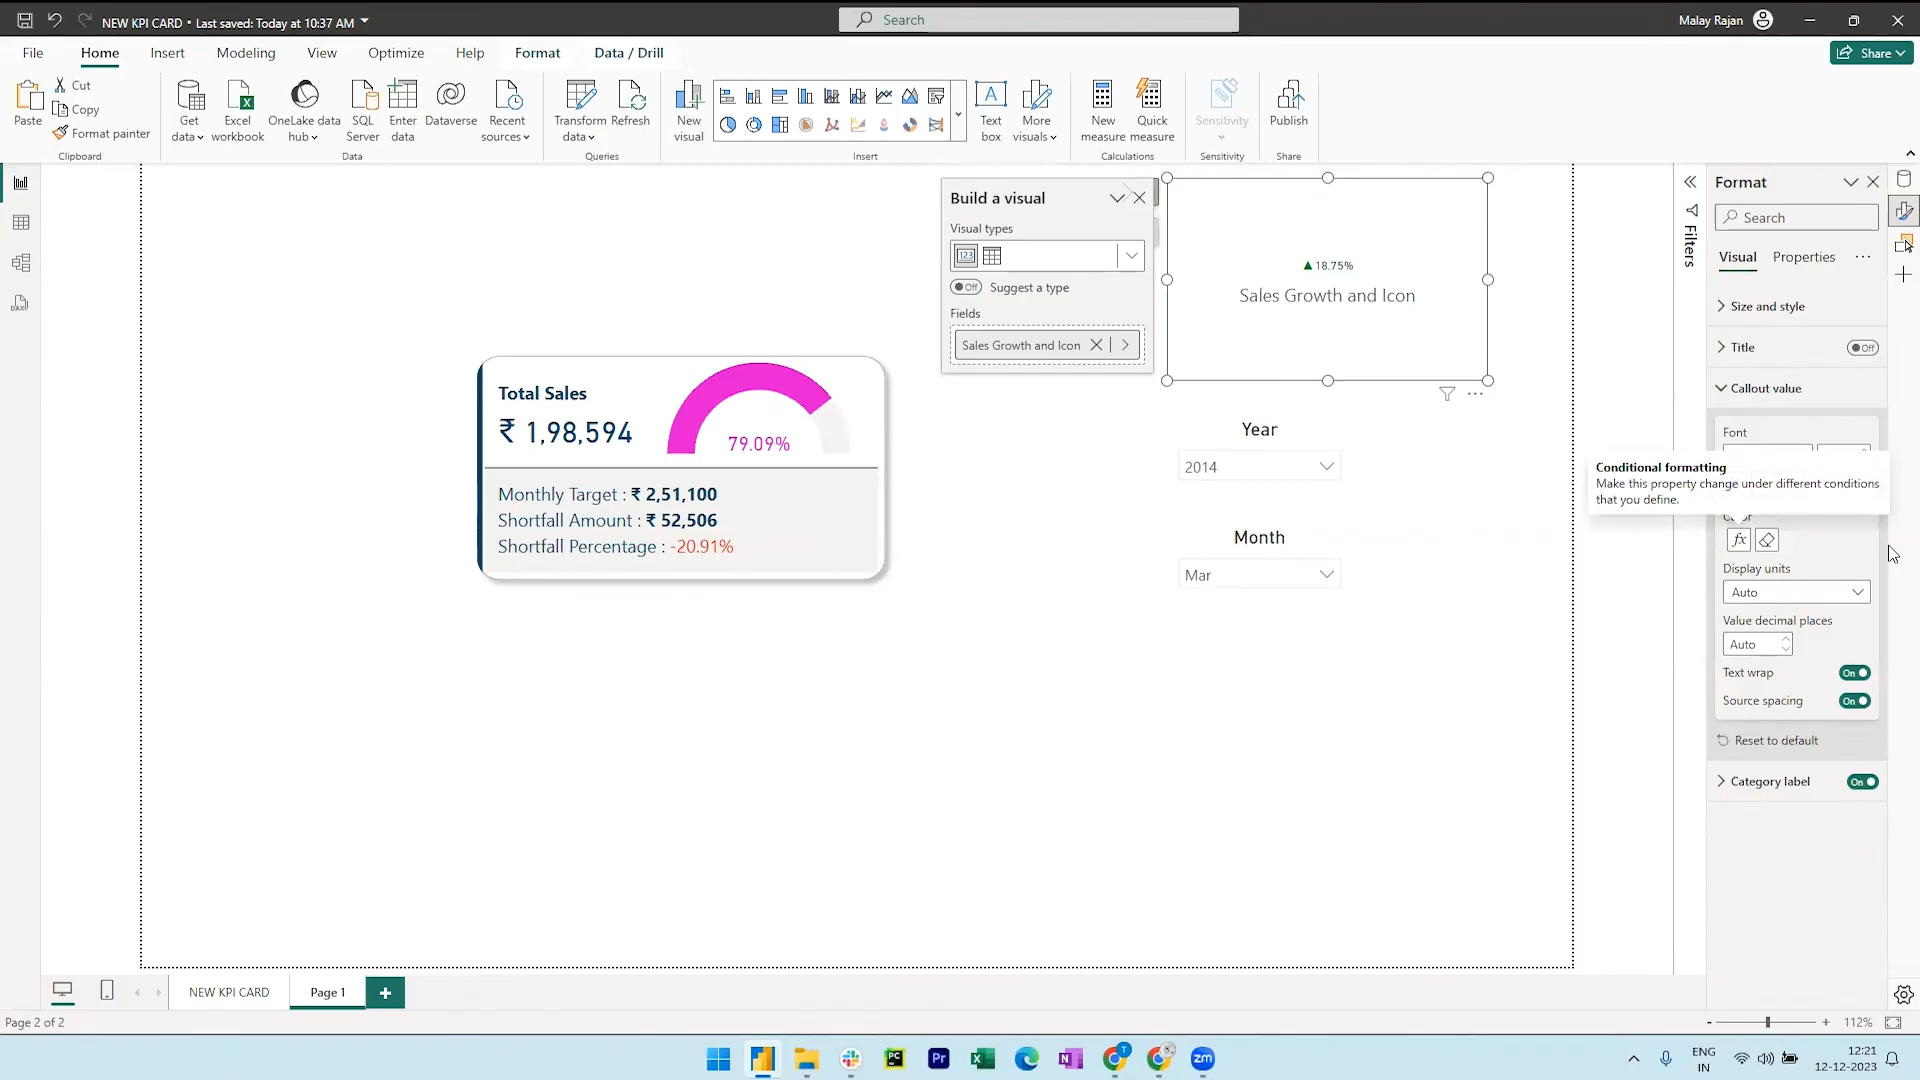 NEW KPI CARD • Last saved: Today at 10:37 AM
Search
Malay Rajan
File
Home
Insert
Modeling
View
Optimize
Help
Format
Data / Drill
Share
Paste
Cut
Copy
Format painter
Clipboard
Get data
Excel workbook
OneLake data hub
SQL Server
Enter data
Dataverse
Recent sources
Data
Transform data
Refresh
Queries
New visual
Text box
More visuals
Insert
New measure
Quick measure
Calculations
Sensitivity
Sensitivity
Publish
Share
Build a visual
Visual types
123
Off Suggest a type
Fields
Sales Growth and Icon
▲ 18.75%
Sales Growth and Icon
Total Sales
₹ 1,98,594
79.09%
Monthly Target : ₹ 2,51,100
Shortfall Amount : ₹ 52,506
Shortfall Percentage : -20.91%
Year
2014
Month
Mar
Filters
Format
Search
Visual
Properties
Size and style
Title
Off
Callout value
Font
Conditional formatting
Make this property change under different conditions
that you define.
fx
Display units
Auto
Value decimal places
Auto
Text wrap
On
Source spacing
On
Reset to default
Category label
On
DAX
NEW KPI CARD
Page 1
Page 2 of 2
- + 112%
PC
Pr
N
T
zm
ENG
IN
12:21
12-12-2023